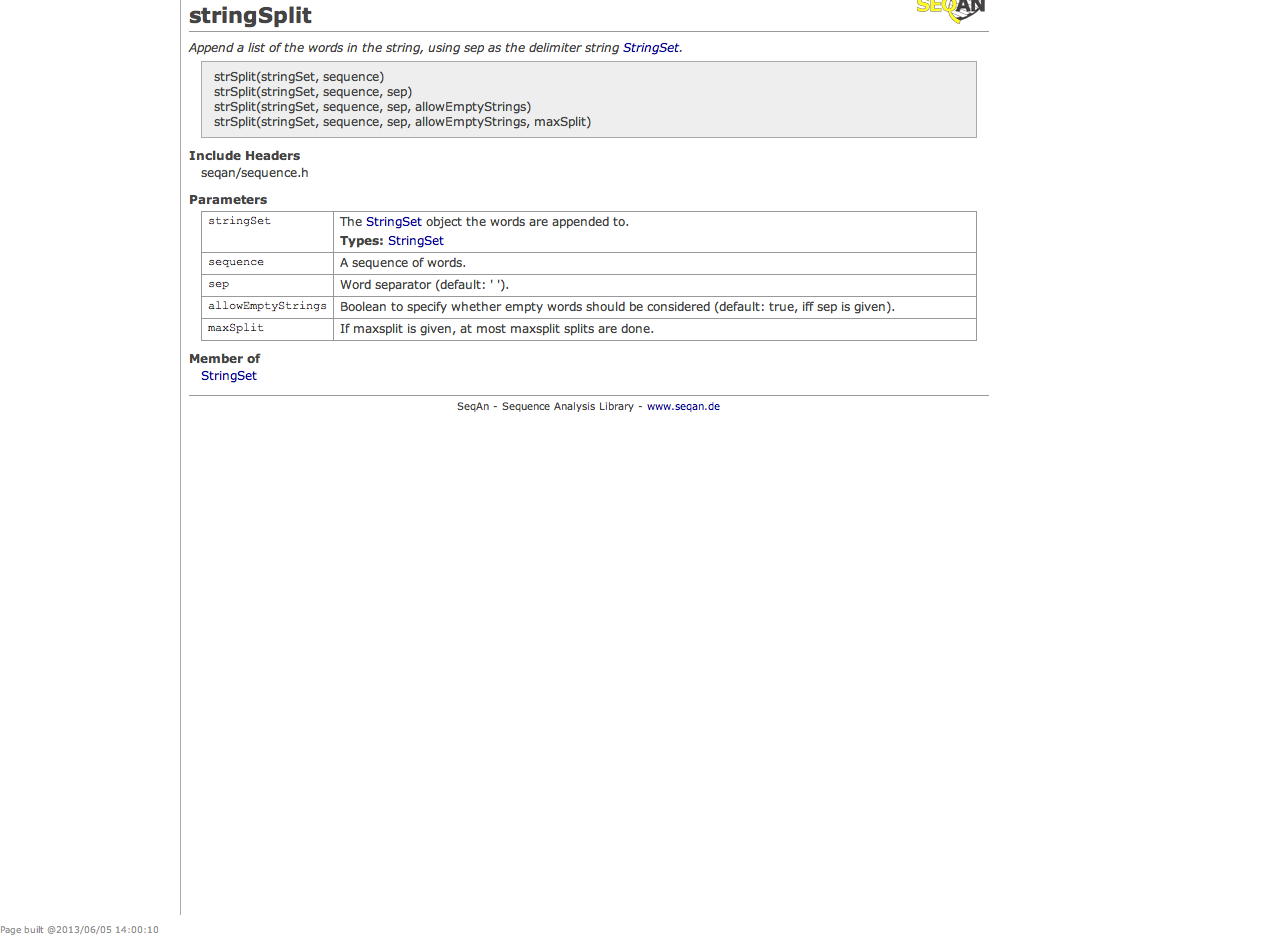 stringSplit
SEQAN
Append a list of the words in the string, using sep as the delimiter string StringSet.
strSplit(stringSet, sequence)
strSplit(stringSet, sequence, sep)
strSplit(stringSet, sequence, sep, allowEmptyStrings)
strSplit(stringSet, sequence, sep, allowEmptyStrings, maxSplit)
Include Headers
seqan/sequence.h
Parameters
stringSet The StringSet object the words are appended to.
Types: StringSet
sequence A sequence of words.
sep Word separator (default: ' ').
allowEmptyStrings Boolean to specify whether empty words should be considered (default: true, iff sep is given).
maxSplit If maxsplit is given, at most maxsplit splits are done.
Member of
StringSet
SeqAn - Sequence Analysis Library - www.seqan.de
Page built @2013/06/05 14:00:10